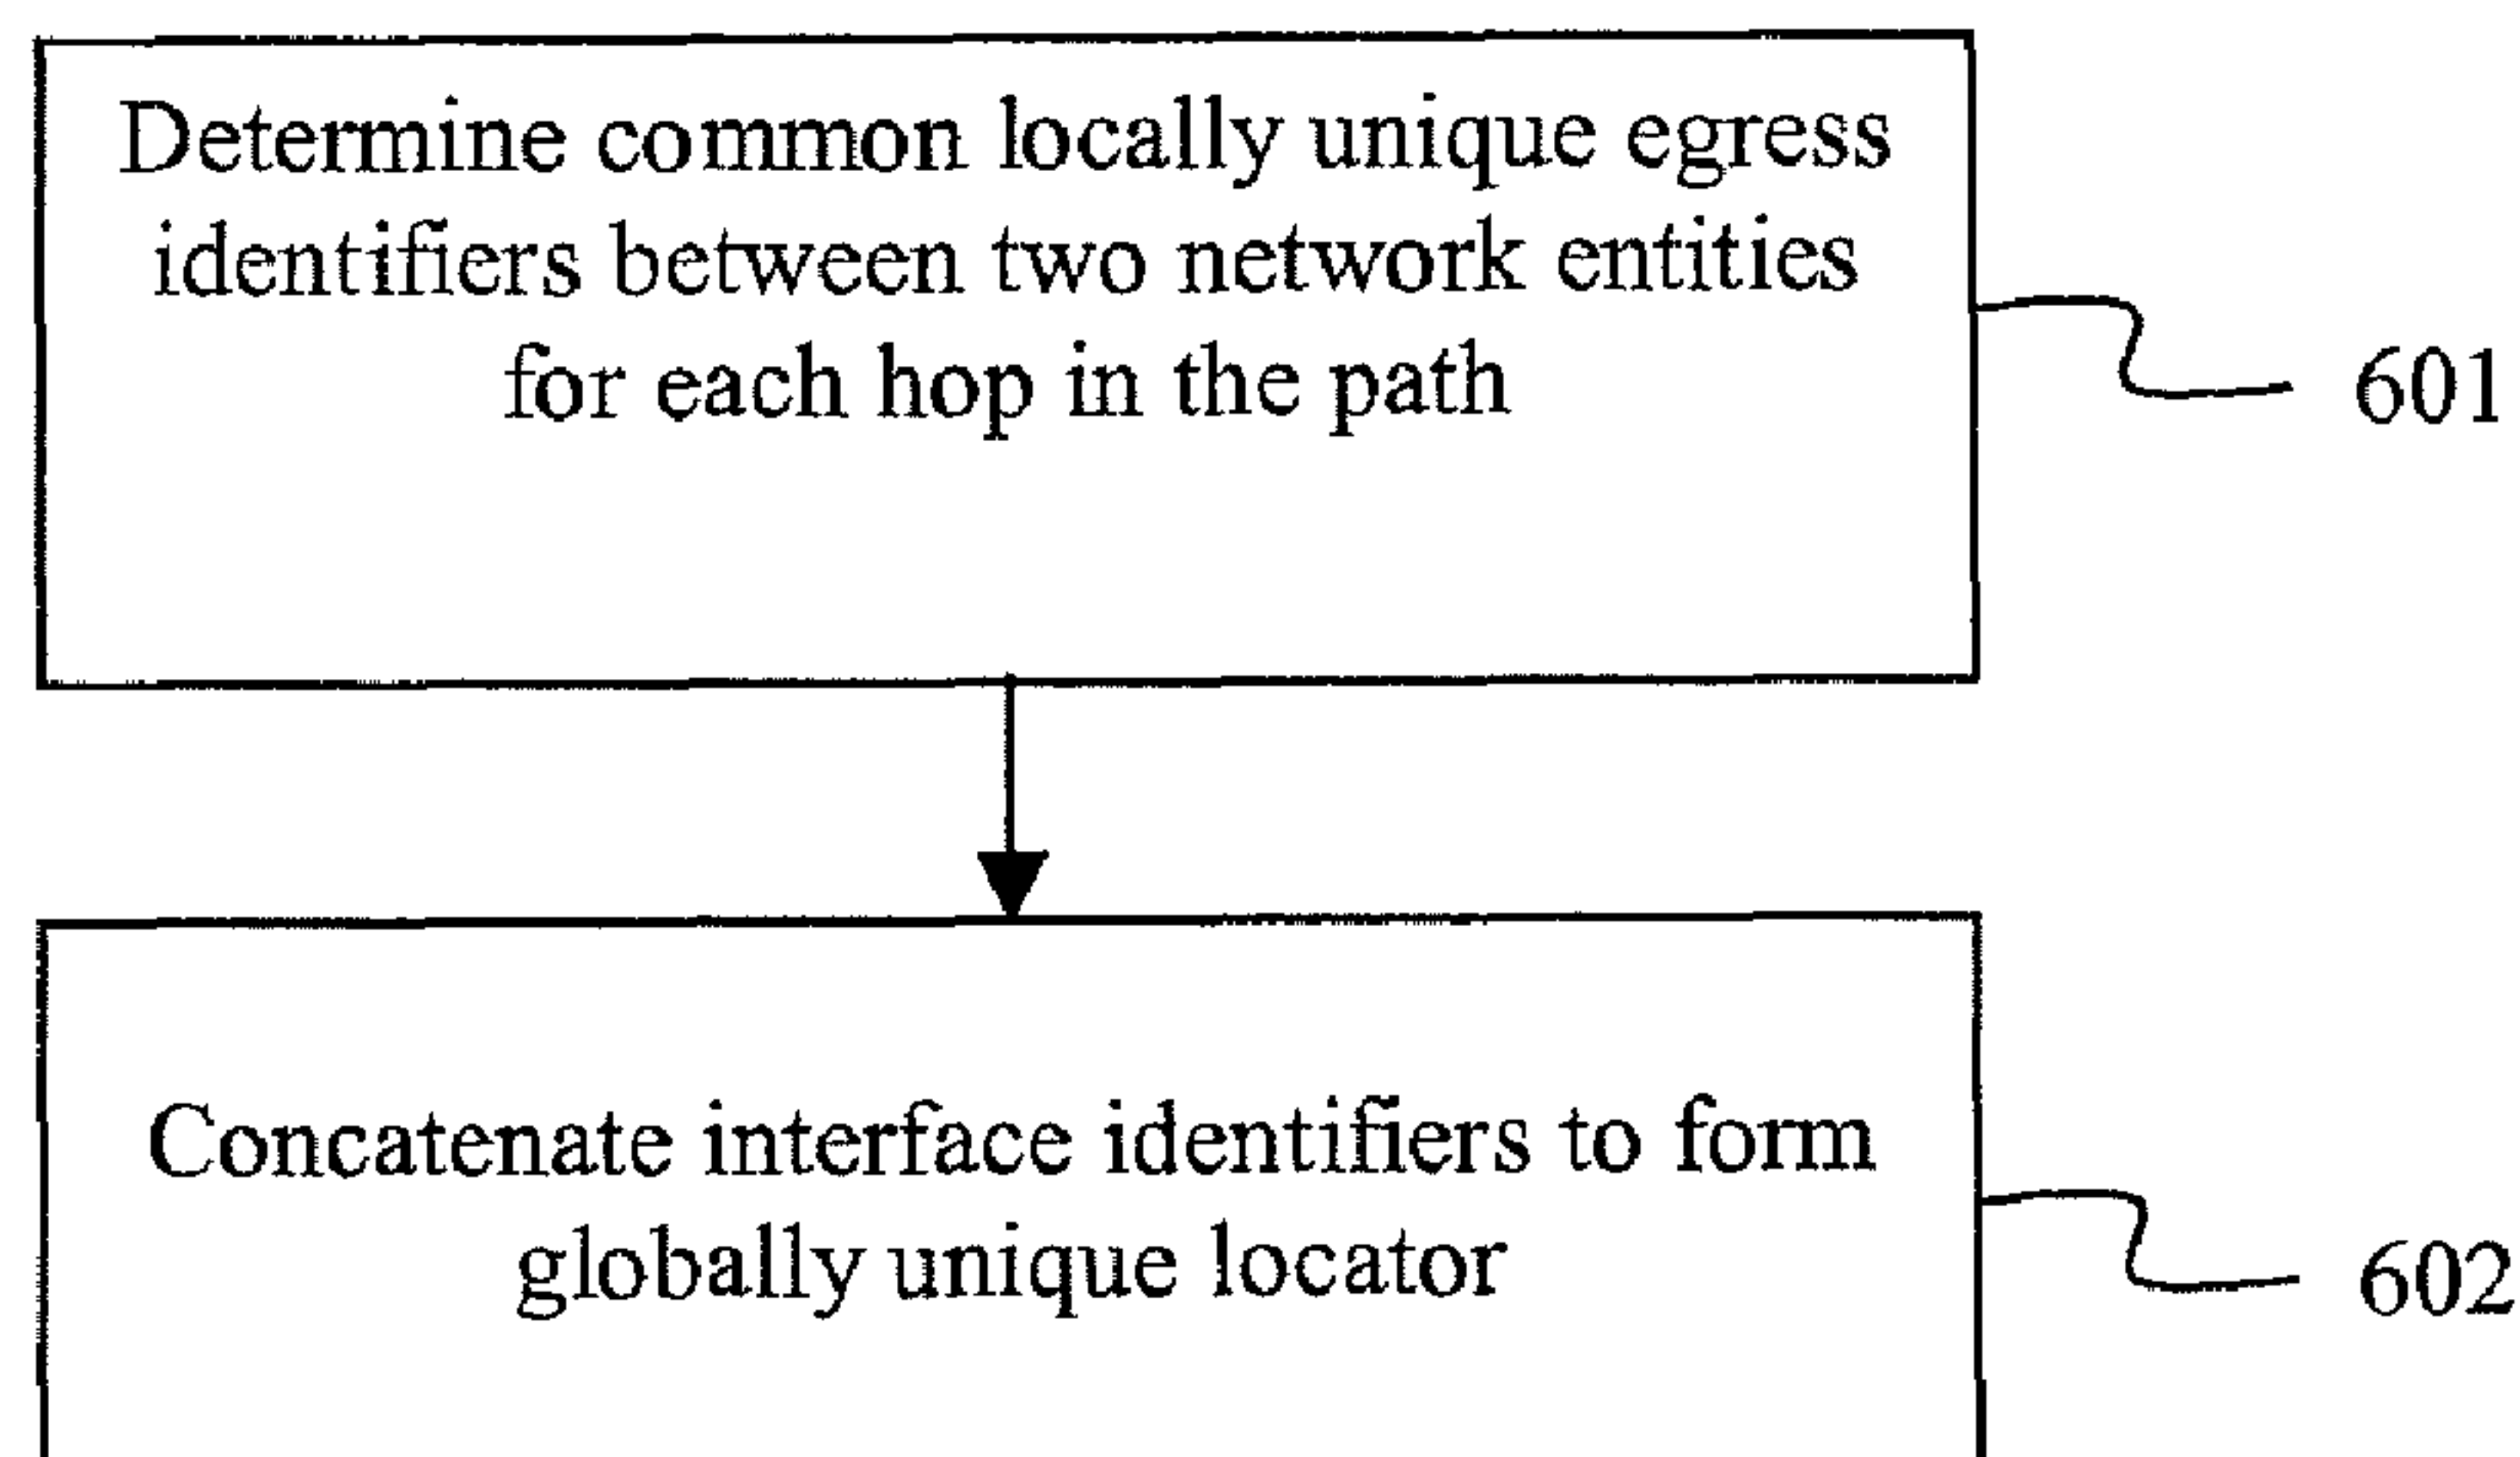 Determine common locally unique egress
identifiers between two network entities
for each hop in the path
601
Concatenate interface identifiers to form
globally unique locator
602